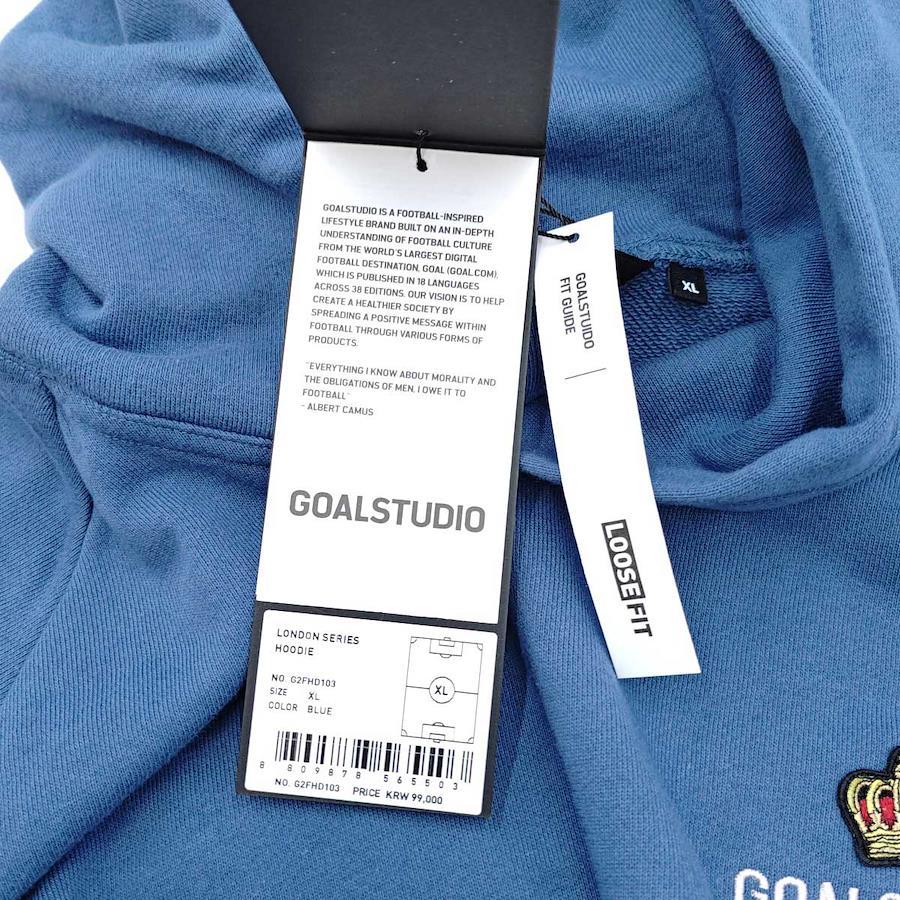 GOALSTUDIO IS A FOOTBALL-INSPIRED
LIFESTYLE BRAND BUILT ON AN IN-DEPTH
UNDERSTANDING OF FOOTBALL CULTURE
FROM THE WORLD'S LARGEST DIGITAL
FOOTBALL DESTINATION, GOAL (GOAL.COM),
WHICH IS PUBLISHED IN 18 LANGUAGES
ACROSS 38 EDITIONS. OUR VISION IS TO HELP
CREATE A HEALTHIER SOCIETY BY
SPREADING A POSITIVE MESSAGE WITHIN
FOOTBALL THROUGH VARIOUS FORMS OF
PRODUCTS.
"EVERYTHING I KNOW ABOUT MORALITY AND
THE OBLIGATIONS OF MEN, I OWE IT TO
FOOTBALL"
- ALBERT CAMUS
GOALSTUDIO
LONDON SERIES
HOODIE
NO. G2FHD103
SIZE XL
COLOR BLUE
XL
8 809878 565503
NO. G2FHD103 PRICE KRW 99,000
GOALSTUIDO
FIT GUIDE
LOOSE FIT
XL